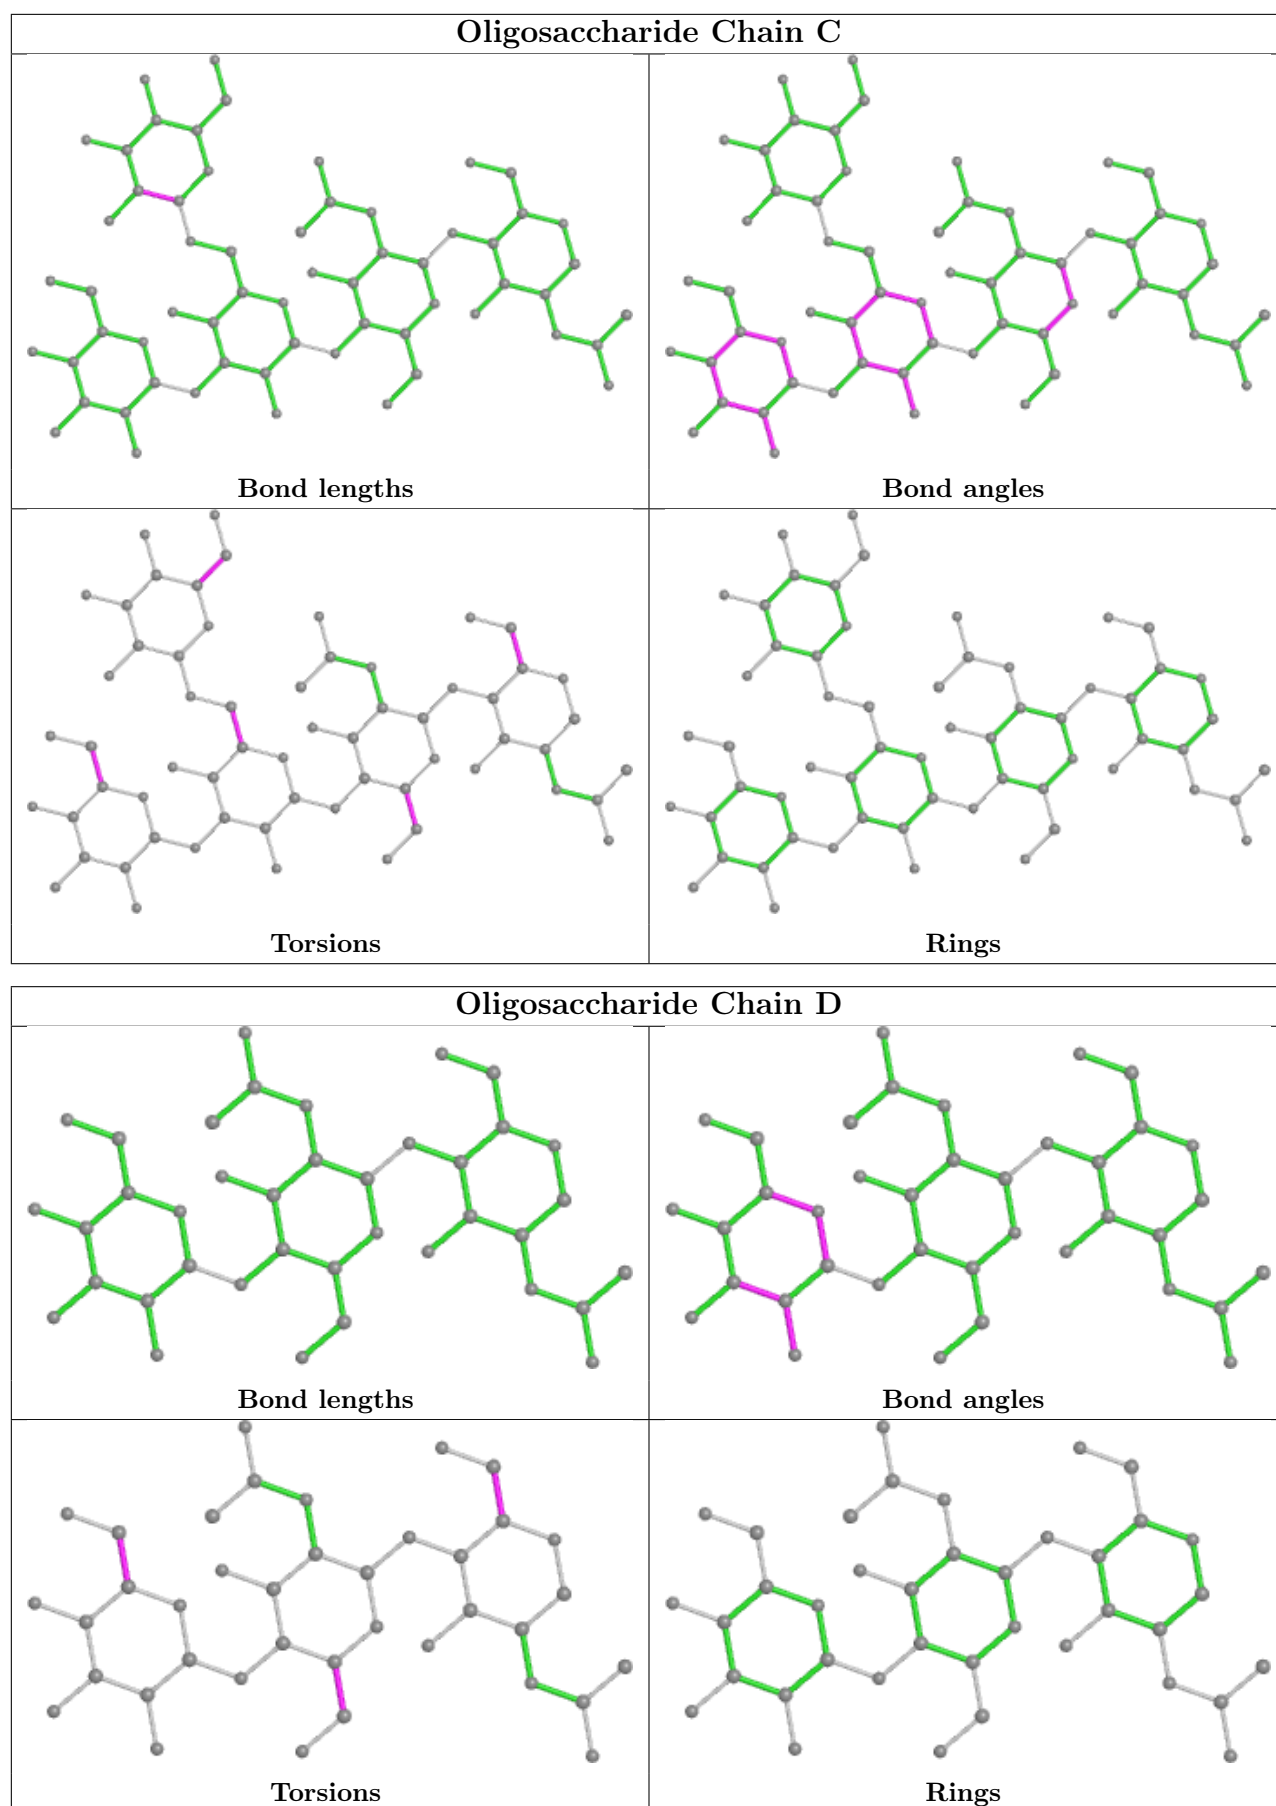 Oligosaccharide Chain C
Bond lengths
Bond angles
Torsions
Rings
Oligosaccharide Chain D
Bond lengths
Bond angles
Torsions
Rings